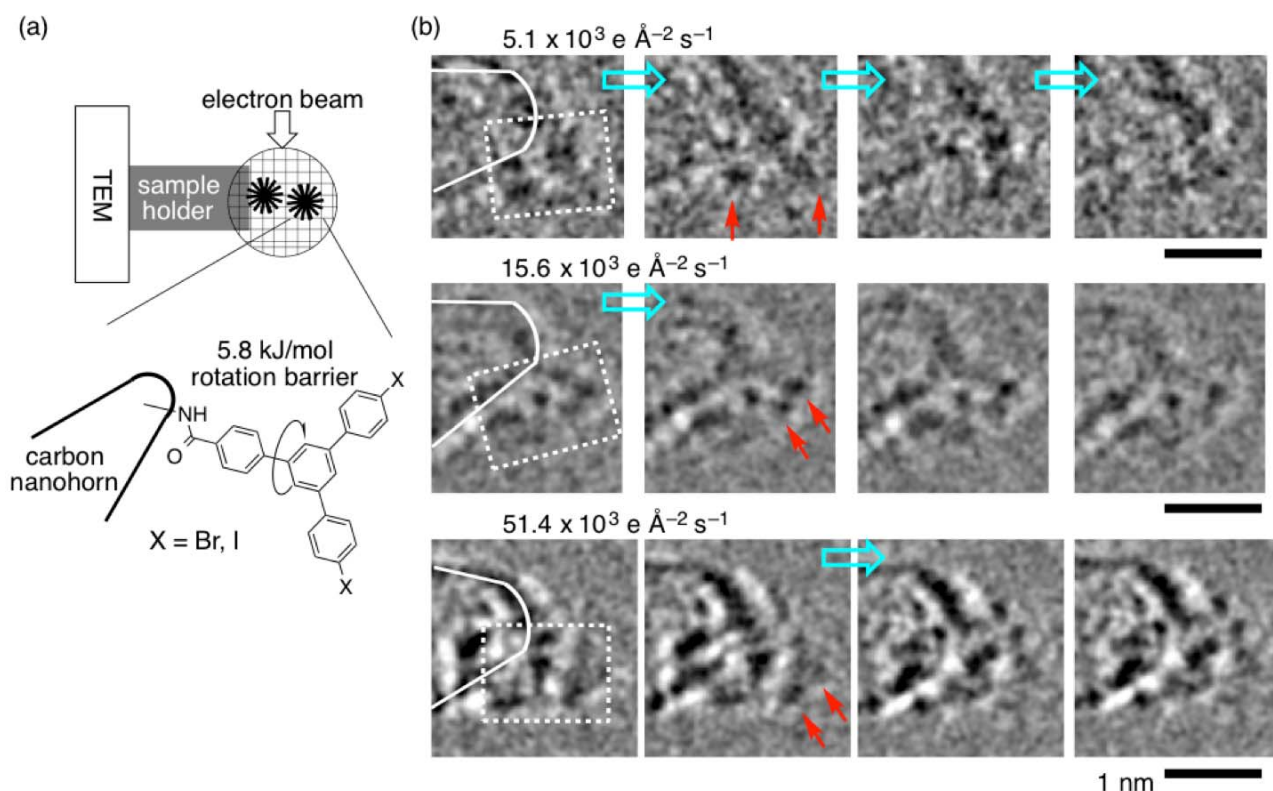 (a)
electron beam
TEM
sample
holder
5.8 kJ/mol
rotation barrier
X
NH
O
carbon
nanohorn
X = Br, I
X
(b)
5.1 x 10³ e Å⁻² s⁻¹
15.6 x 10³ e Å⁻² s⁻¹
51.4 x 10³ e Å⁻² s⁻¹
1 nm